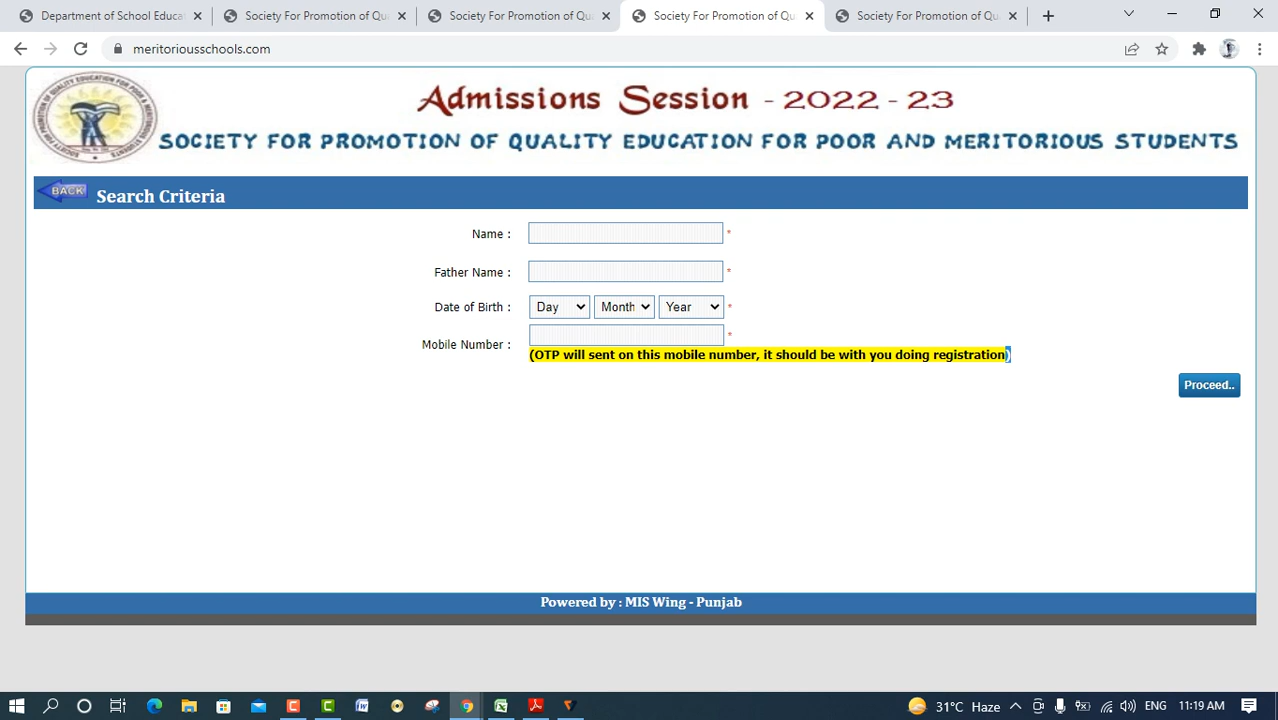 Department of School Educat
Society For Promotion of Qu
Society For Promotion of Qu
Society For Promotion of Qu
Society For Promotion of Qu
meritoriousschools.com
Admissions Session - 2022 - 23
SOCIETY FOR PROMOTION OF QUALITY EDUCATION FOR POOR AND MERITORIOUS STUDENTS
BACK Search Criteria
Name : *
Father Name : *
Date of Birth : Day Month Year *
Mobile Number : *
(OTP will sent on this mobile number, it should be with you doing registration)
Proceed..
Powered by : MIS Wing - Punjab
31°C Haze ENG 11:19 AM